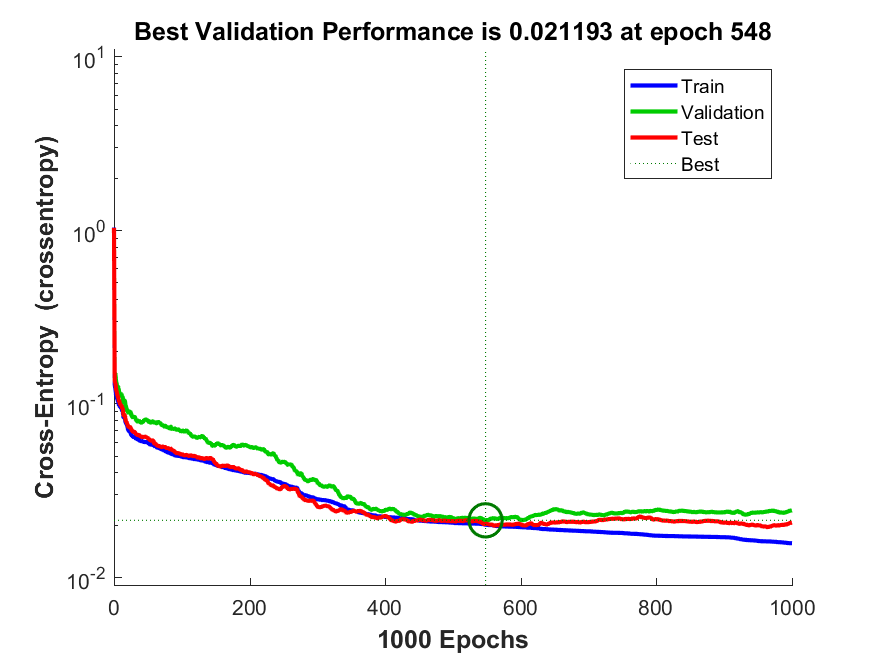 Best Validation Performance is 0.021193 at epoch 548
Cross-Entropy  (crossentropy)
10^1
10^0
10^-1
10^-2
Train
Validation
Test
Best
0
200
400
600
800
1000
1000 Epochs